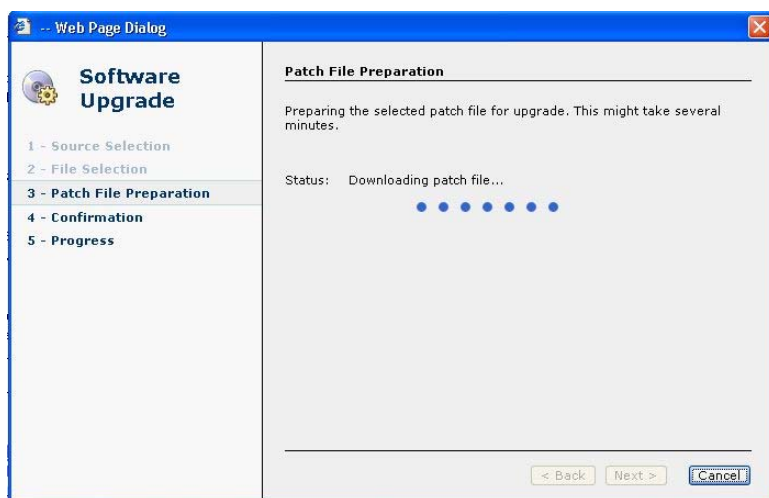 -- Web Page Dialog
Software
Upgrade
1 - Source Selection
2 - File Selection
3 - Patch File Preparation
4 - Confirmation
5 - Progress
Patch File Preparation
Preparing the selected patch file for upgrade. This might take several
minutes.
Status: Downloading patch file...
< Back
Next >
Cancel